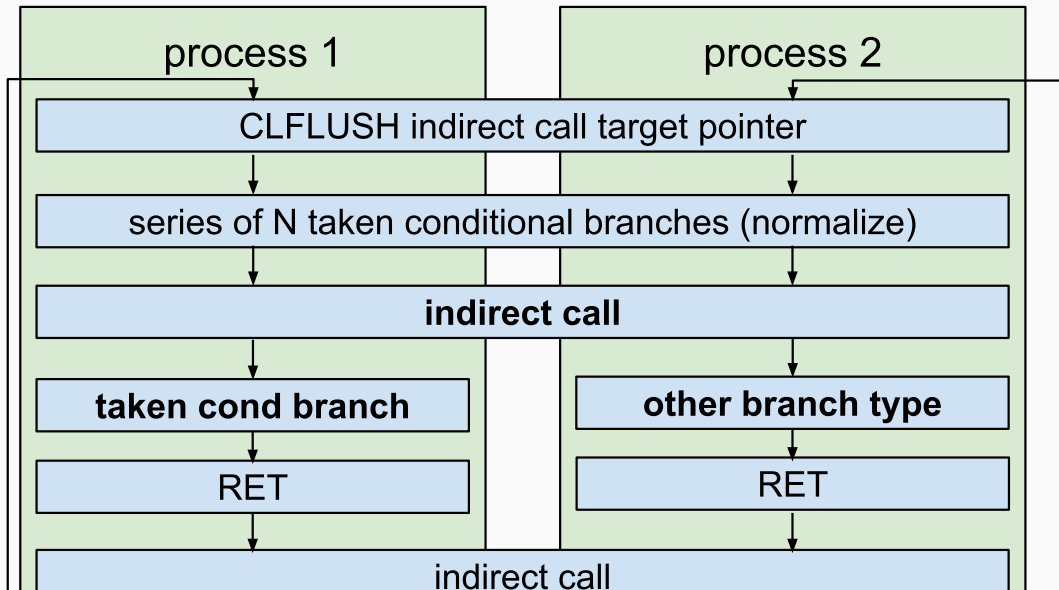 process 1
process 2
CLFLUSH indirect call target pointer
series of N taken conditional branches (normalize)
indirect call
taken cond branch
other branch type
RET
RET
indirect call